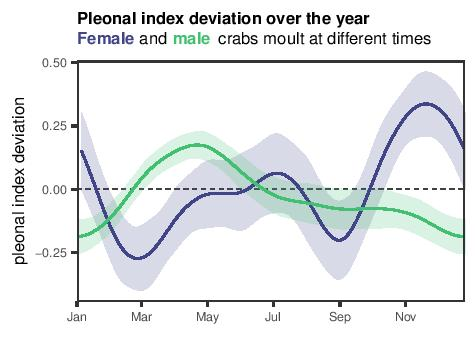 Pleonal index deviation over the year
Female and male crabs moult at different times
pleonal index deviation
0.50
0.25
0.00
−0.25
Jan Mar May Jul Sep Nov